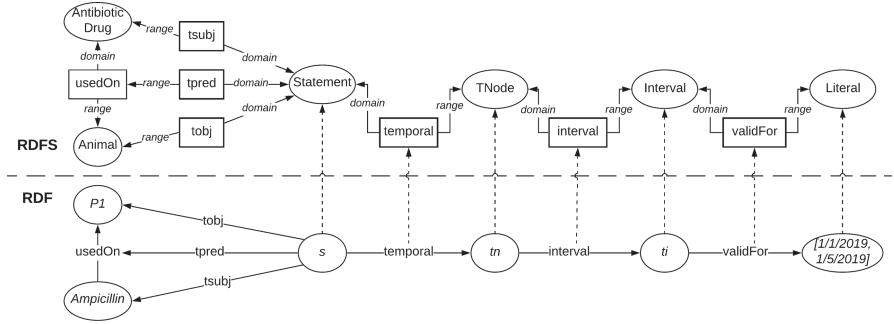 Antibiotic
Drug
range
tsubj
domain
domain
usedOn
range
tpred
domain
Statement
TNode
Interval
Literal
range
domain
domain
range
domain
range
domain
range
Animal
range
tobj
temporal
interval
validFor
RDFS
RDF
P1
tobj
usedOn
tpred
s
temporal
tn
interval
ti
validFor
[1/1/2019,
1/5/2019]
tsubj
Ampicillin